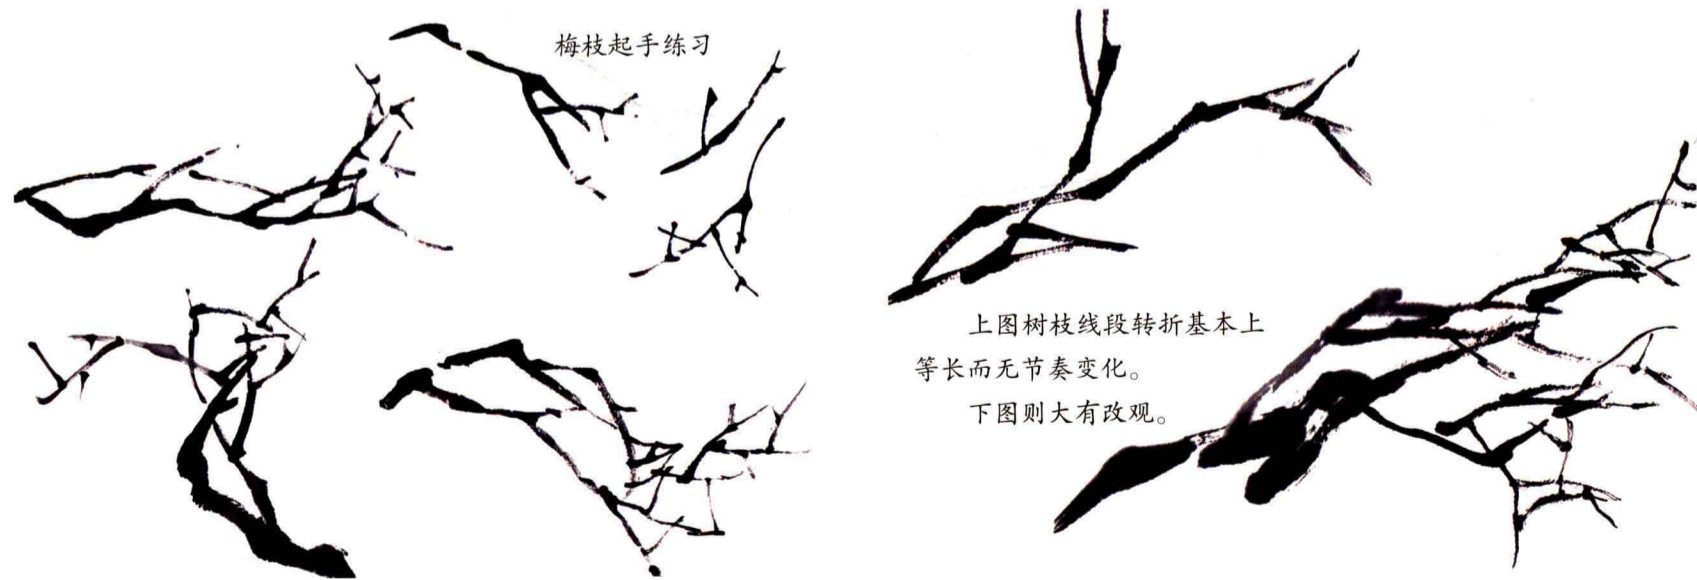 梅枝起手练习
上图树枝线段转折基本上
等长而无节奏变化。
下图则大有改观。